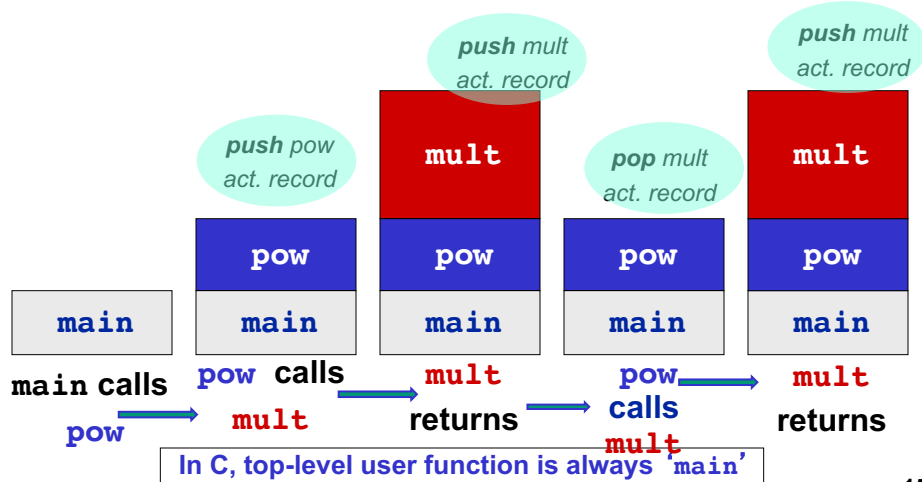 push mult
act. record
push mult
act. record
push pow
act. record
mult
pop mult
act. record
mult
pow
pow
pow
pow
main
main
main
main
main
main calls
pow
pow calls
mult
mult
returns
pow
calls
mult
mult
returns
In C, top-level user function is always ‘main’